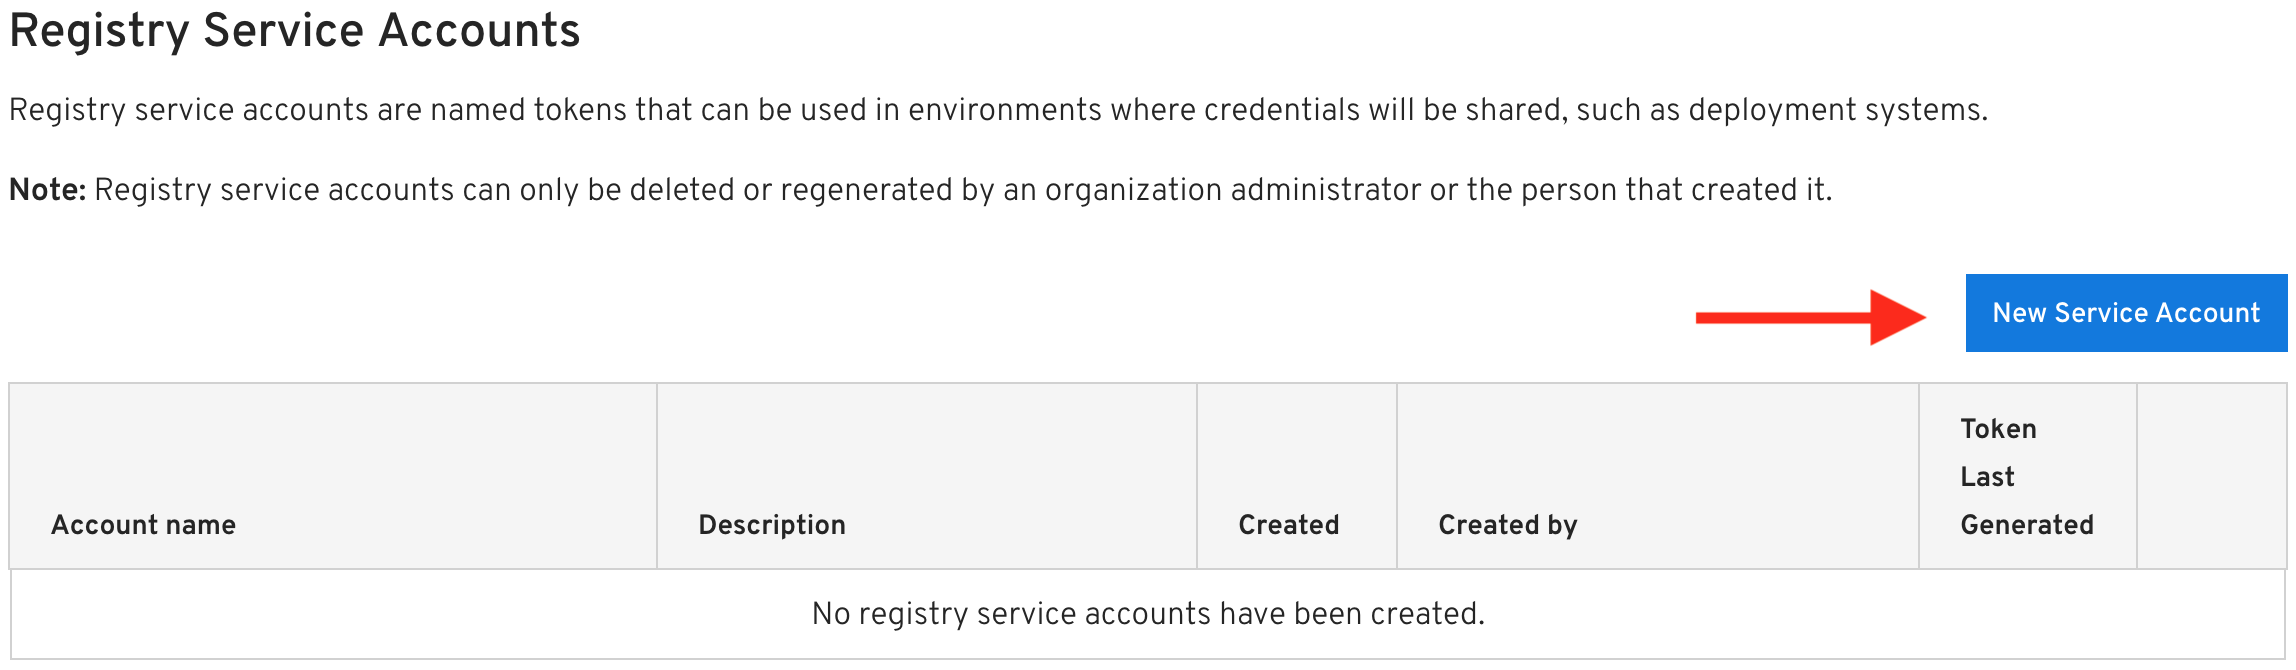 Registry Service Accounts
Registry service accounts are named tokens that can be used in environments where credentials will be shared, such as deployment systems.
Note: Registry service accounts can only be deleted or regenerated by an organization administrator or the person that created it.
New Service Account
Account name
Description
Created
Created by
Token
Last
Generated
No registry service accounts have been created.